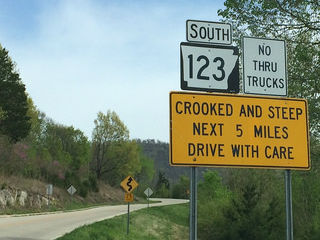 SOUTH
123
NO
THRU
TRUCKS
CROOKED AND STEEP
NEXT 5 MILES
DRIVE WITH CARE